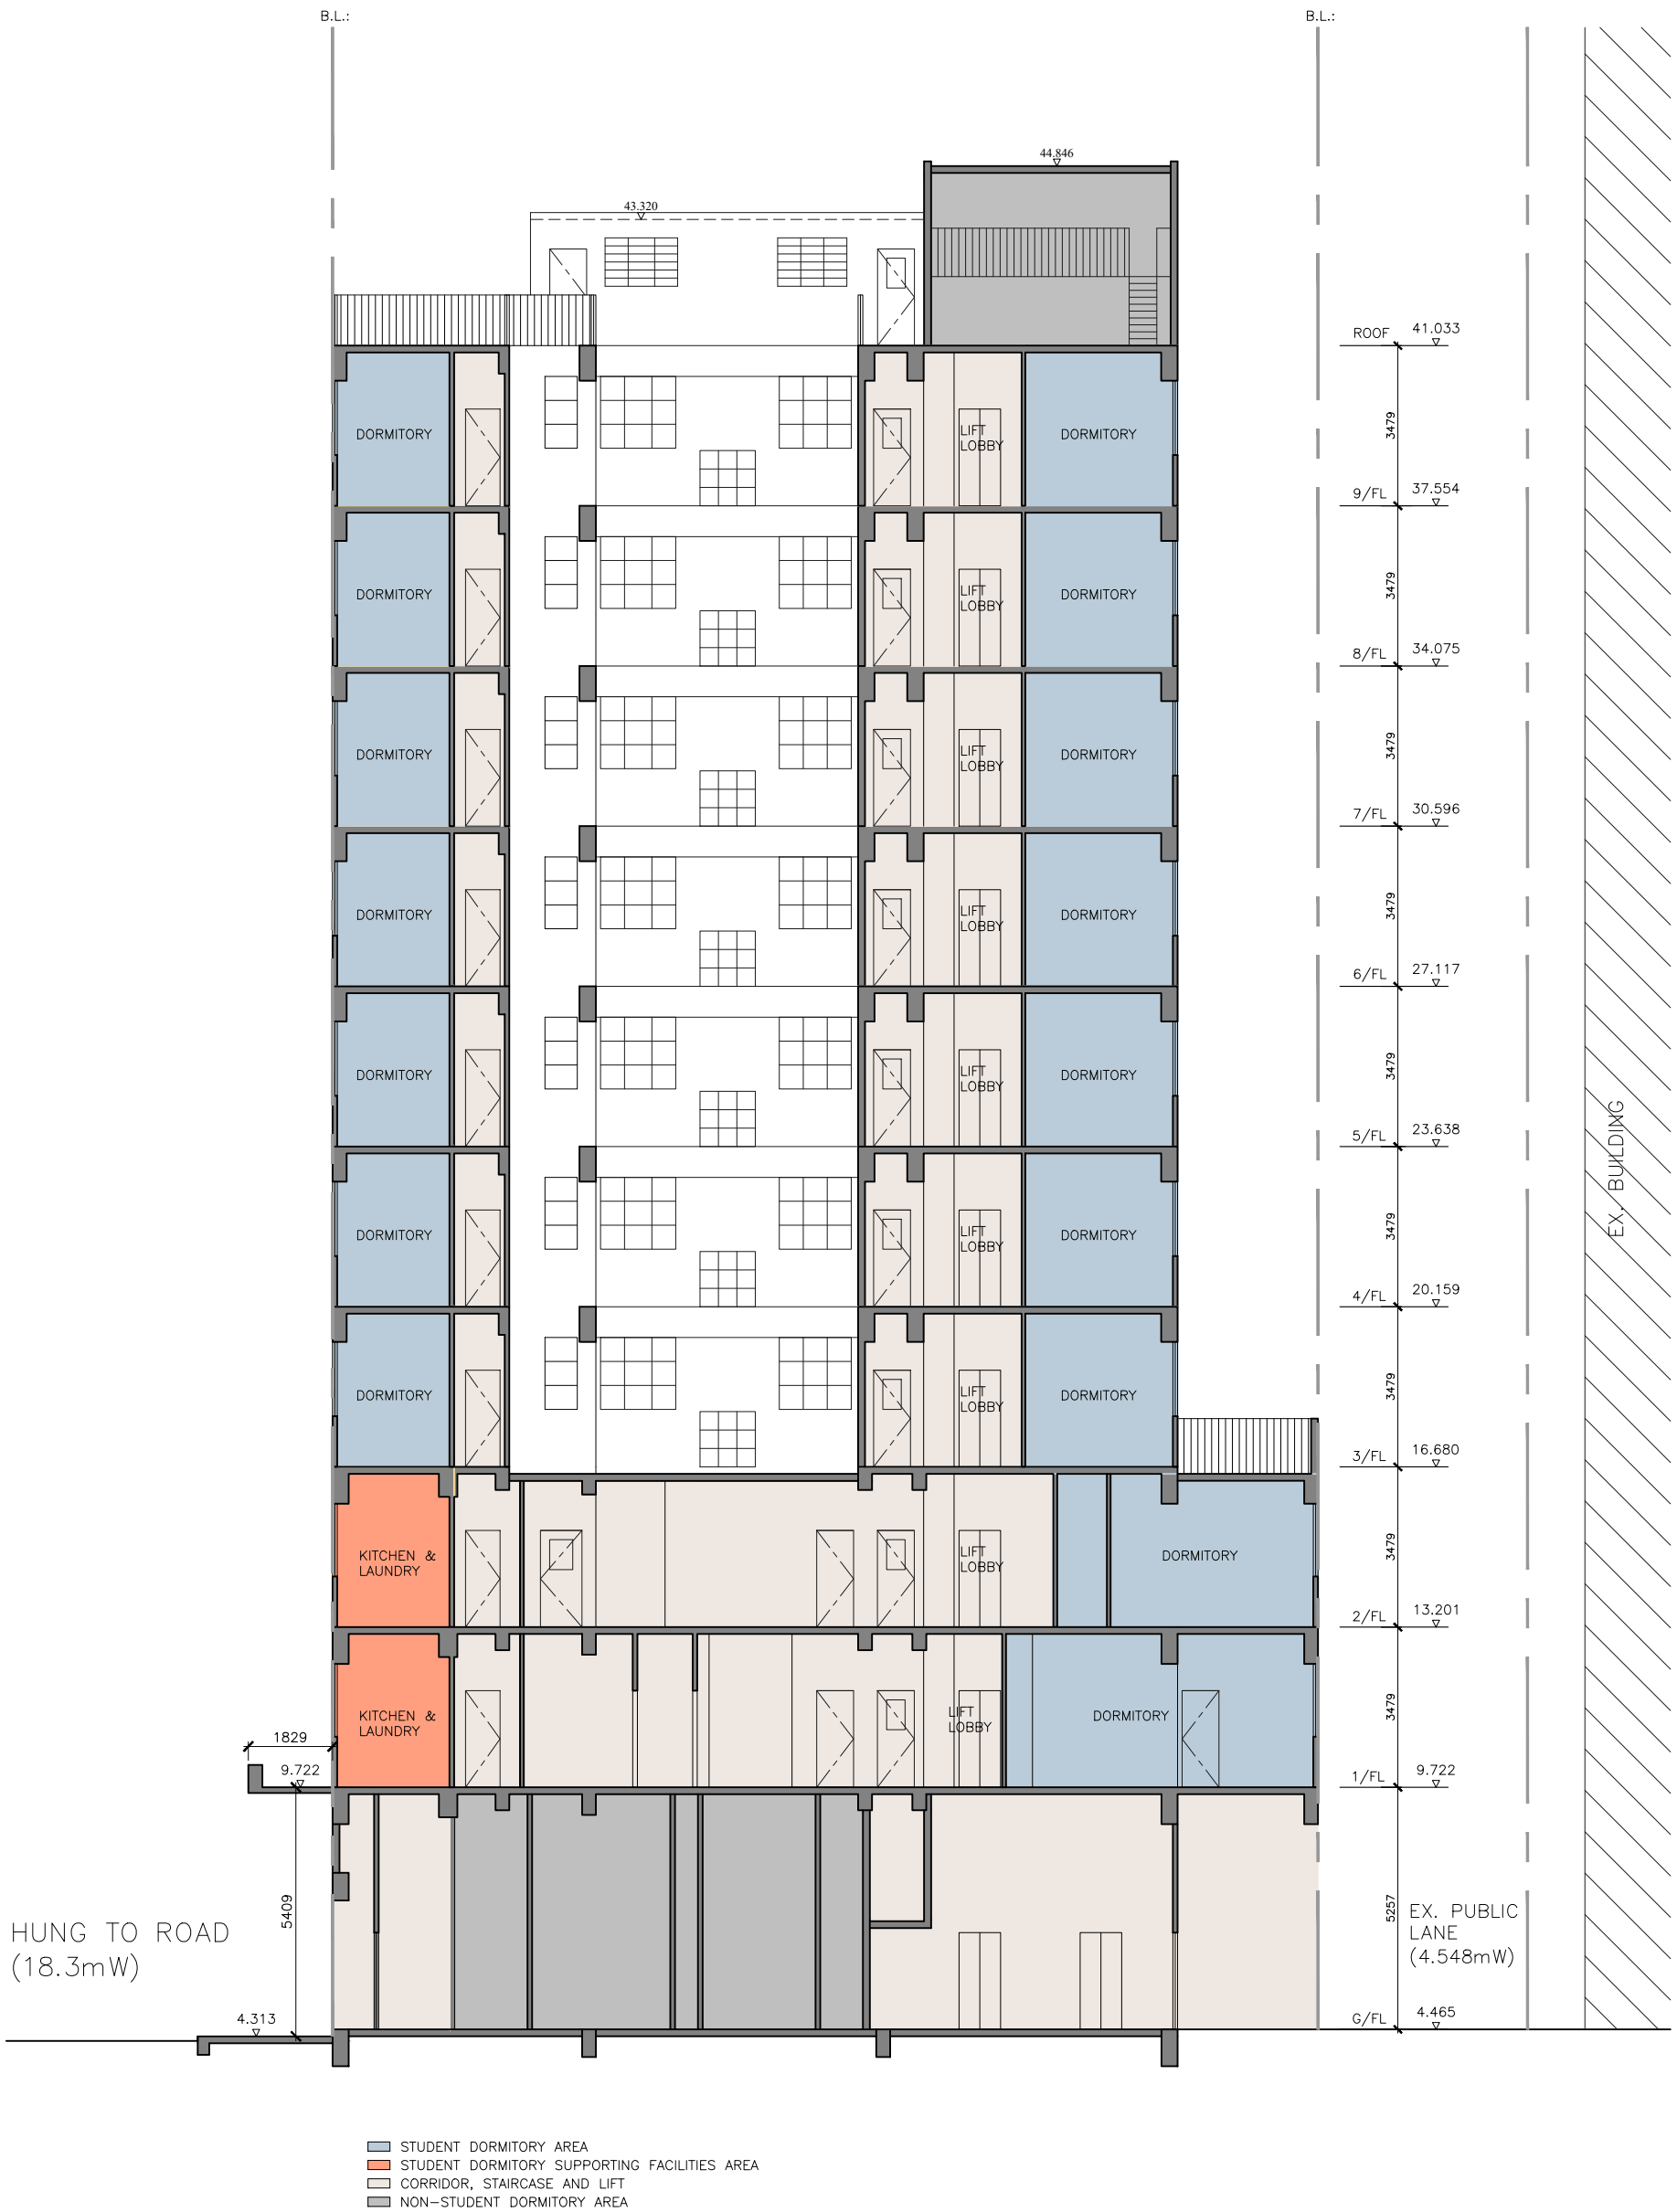 B.L.:
B.L.:
44.846
43.320
ROOF 41.033
3479
DORMITORY
LIFT
LOBBY
DORMITORY
9/FL 37.554
3479
DORMITORY
LIFT
LOBBY
DORMITORY
8/FL 34.075
3479
DORMITORY
LIFT
LOBBY
DORMITORY
7/FL 30.596
3479
DORMITORY
LIFT
LOBBY
DORMITORY
6/FL 27.117
3479
DORMITORY
LIFT
LOBBY
DORMITORY
EX. BUILDING
5/FL 23.638
3479
DORMITORY
LIFT
LOBBY
DORMITORY
4/FL 20.159
3479
DORMITORY
LIFT
LOBBY
DORMITORY
3/FL 16.680
3479
KITCHEN &
LAUNDRY
LIFT
LOBBY
DORMITORY
2/FL 13.201
3479
KITCHEN &
LAUNDRY
LIFT
LOBBY
DORMITORY
1829
9.722
1/FL 9.722
5409
5257
HUNG TO ROAD
(18.3mW)
EX. PUBLIC
LANE
(4.548mW)
4.313
G/FL 4.465
STUDENT DORMITORY AREA
STUDENT DORMITORY SUPPORTING FACILITIES AREA
CORRIDOR, STAIRCASE AND LIFT
NON-STUDENT DORMITORY AREA